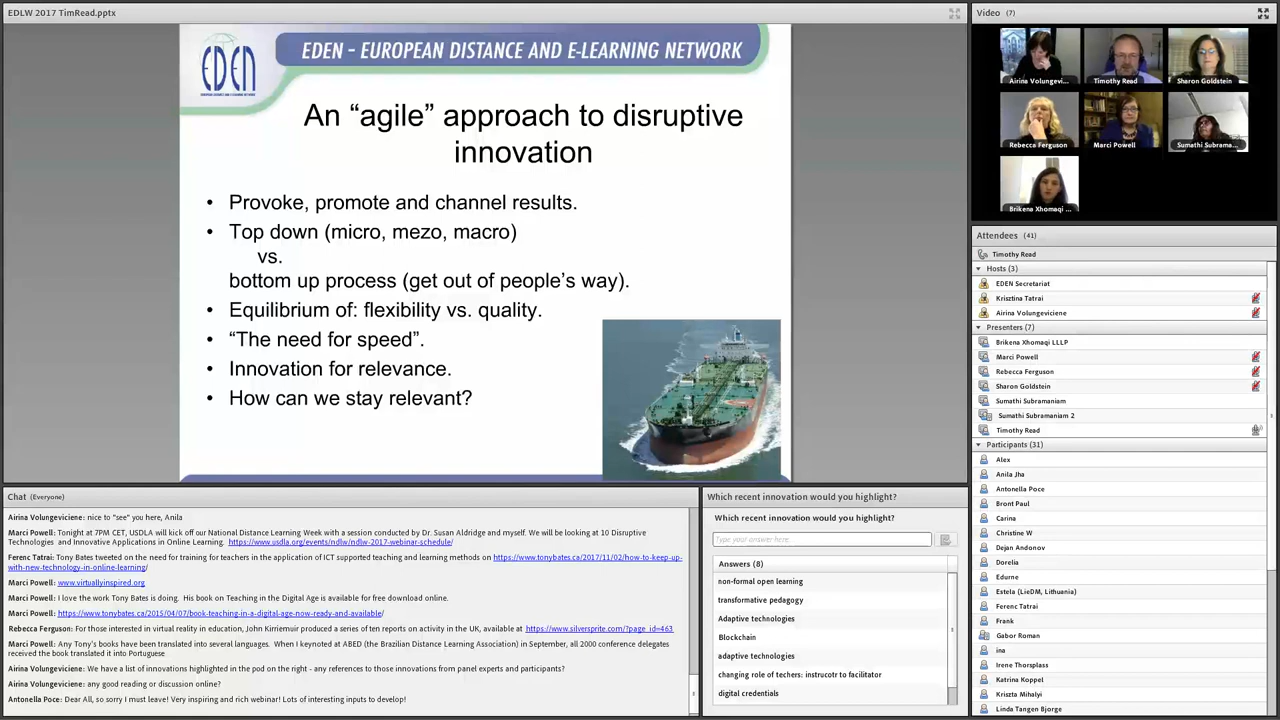 EDLW 2017 TimRead.pptx
EDEN
EDEN - EUROPEAN DISTANCE AND E-LEARNING NETWORK
An “agile” approach to disruptive
innovation
• Provoke, promote and channel results.
• Top down (micro, mezo, macro)
vs.
bottom up process (get out of people’s way).
• Equilibrium of: flexibility vs. quality.
• “The need for speed”.
• Innovation for relevance.
• How can we stay relevant?
Video (7)
Airina Volungevi...
Timothy Read
Sharon Goldstein
Rebecca Ferguson
Marci Powell
Sumathi Subrama...
Brikena Xhomaqi ...
Attendees (41)
Timothy Read
Hosts (3)
EDEN Secretariat
Krisztina Tatrai
Airina Volungeviciene
Presenters (7)
Brikena Xhomaqi LLLP
Marci Powell
Rebecca Ferguson
Sharon Goldstein
Sumathi Subramaniam
Sumathi Subramaniam 2
Timothy Read
Participants (31)
Alex
Anila Jha
Antonella Poce
Bront Paul
Carina
Christine W
Dejan Andonov
Dorelia
Edurne
Estela (LieDM, Lithuania)
Ferenc Tatrai
Frank
Gabor Roman
ina
Irene Thorsplass
Katrina Koppel
Kriszta Mihalyi
Linda Tangen Bjorge
Chat (Everyone)
Airina Volungeviciene: nice to "see" you here, Anila
Marci Powell: Tonight at 7PM CET, USDLA will kick off our National Distance Learning Week with a session conducted by Dr. Susan Aldridge and myself. We will be looking at 10 Disruptive
Technologies and Innovative Applications in Online Learning. https://www.usdla.org/events/ndlw/ndlw-2017-webinar-schedule/
Ferenc Tatrai: Tony Bates tweeted on the need for training for teachers in the application of ICT supported teaching and learning methods on https://www.tonybates.ca/2017/11/02/how-to-keep-up-
with-new-technology-in-online-learning/
Marci Powell: www.virtuallyinspired.org
Marci Powell: I love the work Tony Bates is doing. His book on Teaching in the Digital Age is available for free download online.
Marci Powell: https://www.tonybates.ca/2015/04/07/book-teaching-in-a-digital-age-now-ready-and-available/
Rebecca Ferguson: For those interested in virtual reality in education, John Kirriemuir produced a series of ten reports on activity in the UK, available at https://www.silversprite.com/?page_id=463
Marci Powell: Any Tony's books have been translated into several languages. When I keynoted at ABED (the Brazilian Distance Learning Association) in September, all 2000 conference delegates
received the book translated it into Portuguese
Airina Volungeviciene: We have a list of innovations highlighted in the pod on the right - any references to those innovations from panel experts and participants?
Airina Volungeviciene: any good reading or discussion online?
Antonella Poce: Dear All, so sorry I must leave! Very inspiring and rich webinar! Lots of interesting inputs to develop!
Which recent innovation would you highlight?
Which recent innovation would you highlight?
Type your answer here.
Answers (8)
non-formal open learning
transformative pedagogy
Adaptive technologies
Blockchain
adaptive technologies
changing role of techers: instrucotr to facilitator
digital credentials